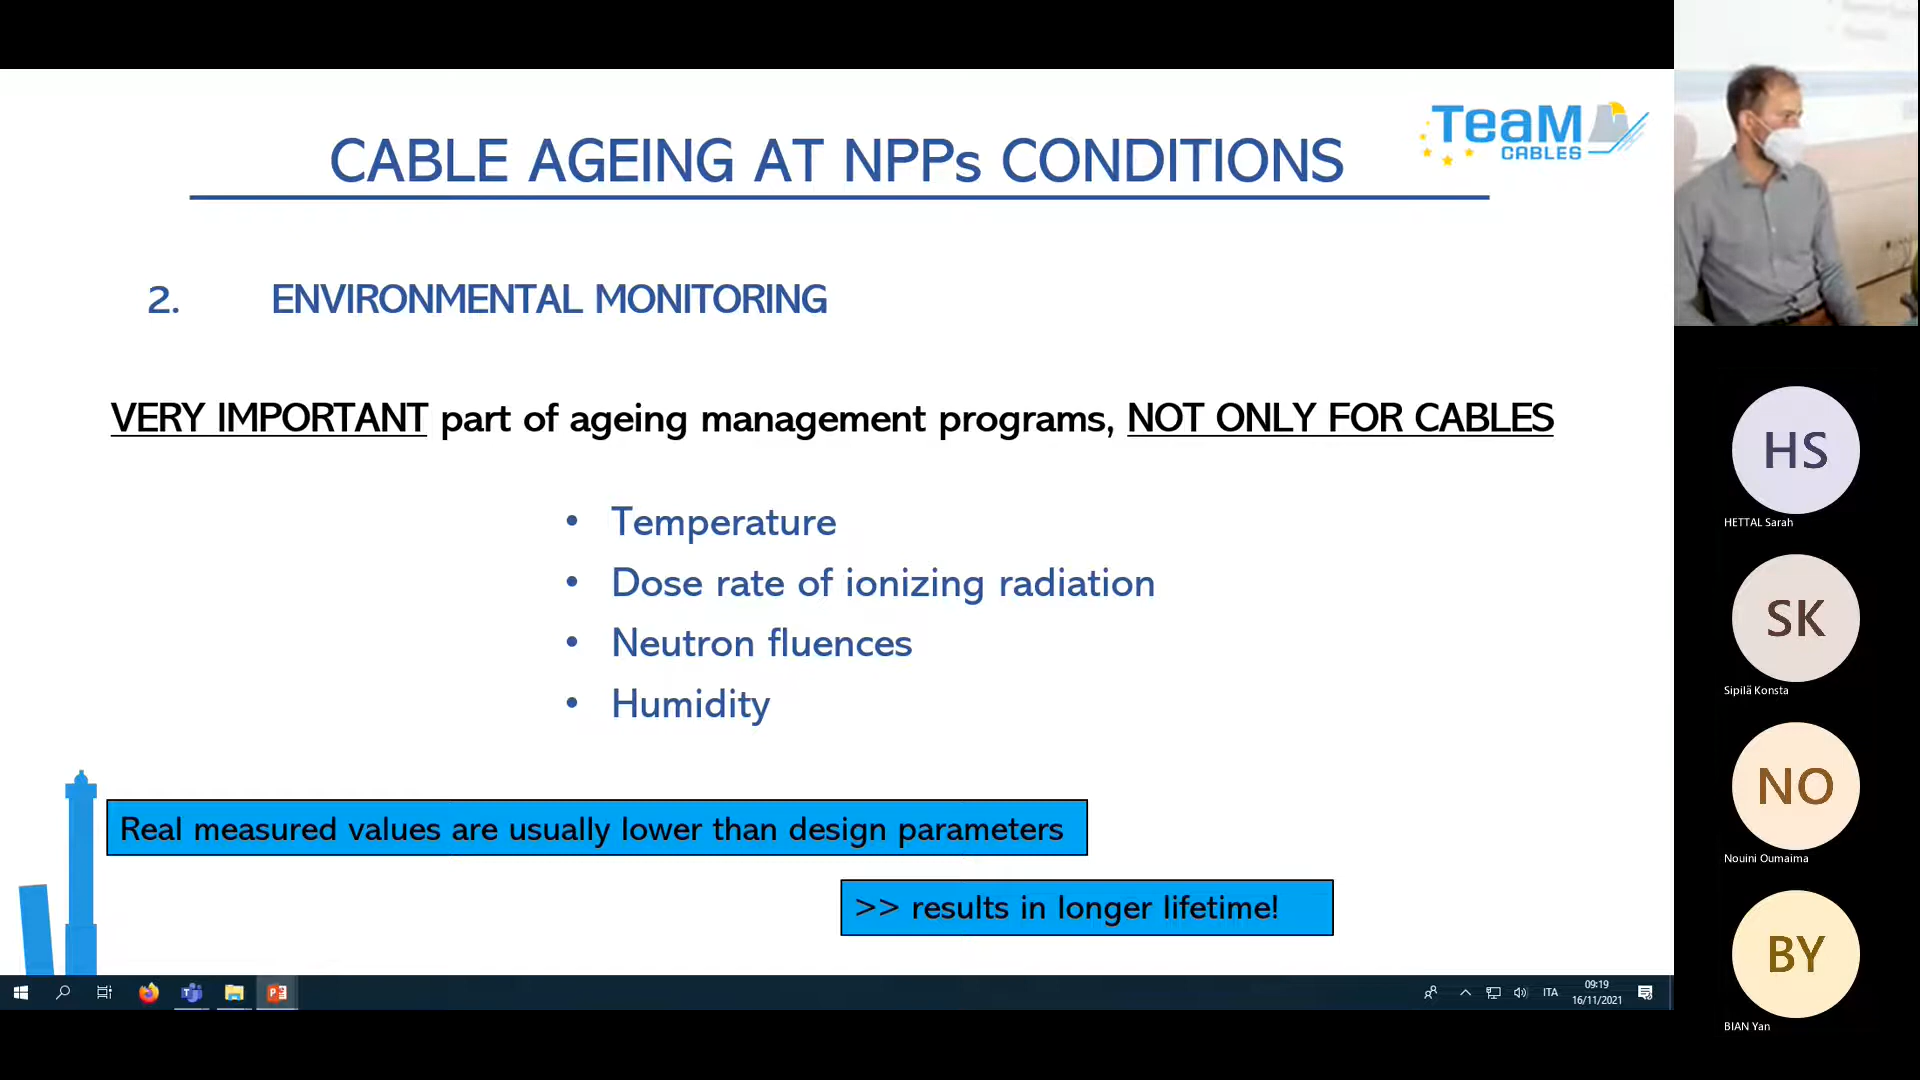 TeaM
CABLES
CABLE AGEING AT NPPs CONDITIONS
2. ENVIRONMENTAL MONITORING
VERY IMPORTANT part of ageing management programs, NOT ONLY FOR CABLES
• Temperature
• Dose rate of ionizing radiation
• Neutron fluences
• Humidity
Real measured values are usually lower than design parameters
>> results in longer lifetime!
HS
HETTAL Sarah
SK
Sipilä Konsta
NO
Nouini Oumaima
BY
BIAN Yan
ITA
09:19
16/11/2021